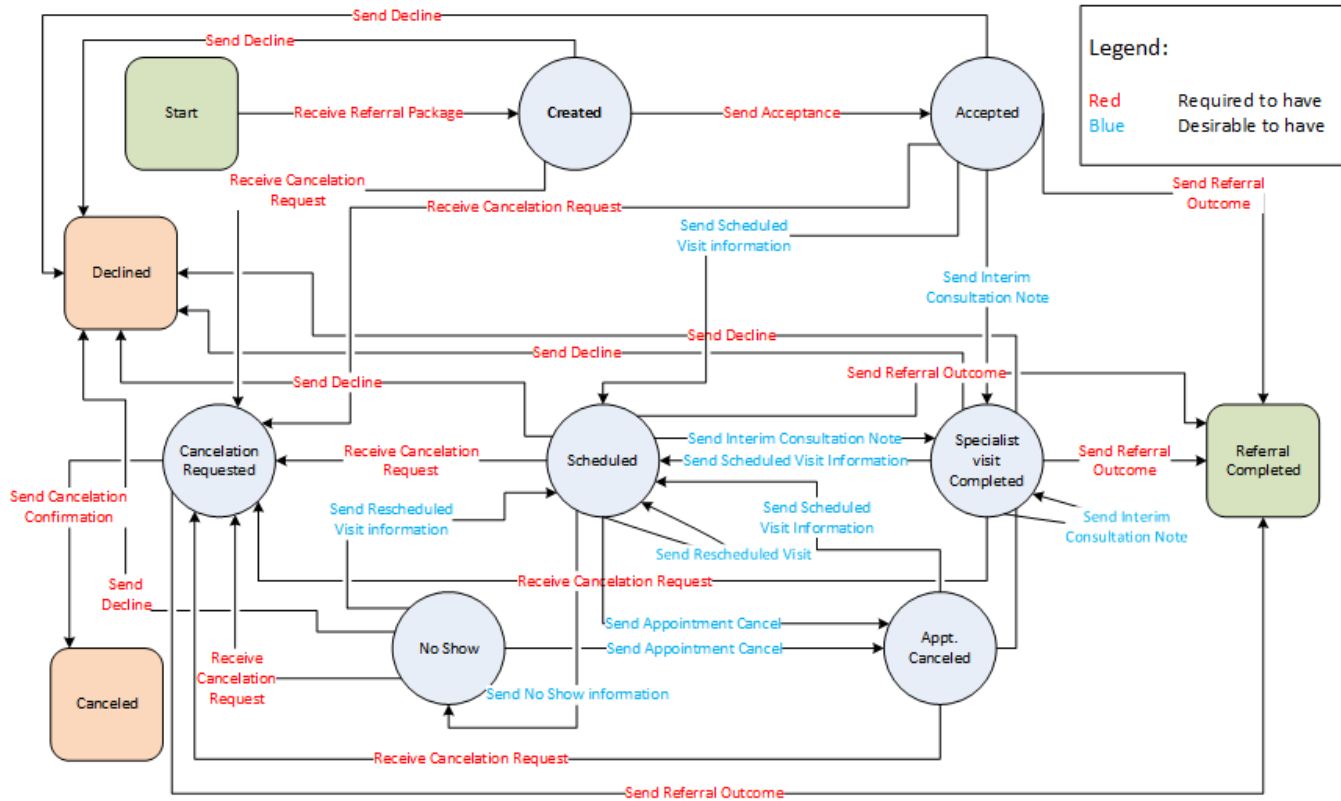 Send Decline
Send Decline
Legend:
Red Required to have
Blue Desirable to have
Start
Receive Referral Package
Created
Send Acceptance
Accepted
Receive Cancelation
Request
Receive Cancelation Request
Send Referral
Outcome
Send Scheduled
Visit information
Declined
Send Interim
Consultation Note
Send Decline
Send Decline
Send Decline
Send Referral Outcome
Cancelation
Requested
Receive Cancelation
Request
Scheduled
Send Interim Consultation Note
Send Scheduled Visit Information
Specialist
visit
Completed
Send Referral
Outcome
Referral
Completed
Send Cancelation
Confirmation
Send Rescheduled
Visit information
Send Scheduled
Visit Information
Send Interim
Consultation Note
Send Rescheduled Visit
Send
Decline
Receive Cancelation Request
Send Appointment Cancel
No Show
Send Appointment Cancel
Appt.
Canceled
Receive
Cancelation
Request
Send No Show information
Canceled
Receive Cancelation Request
Send Referral Outcome